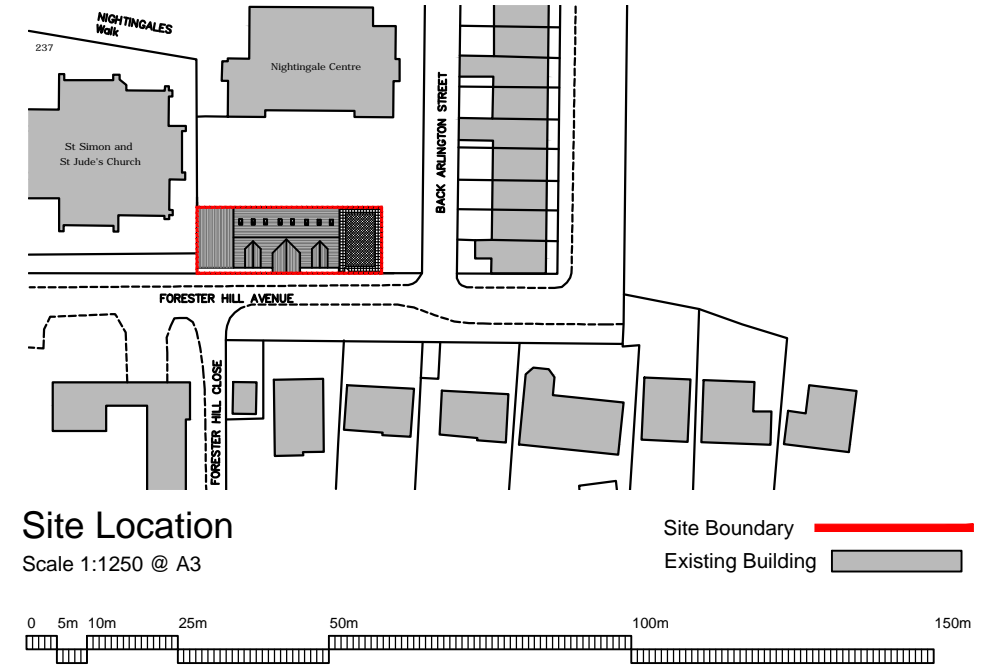 NIGHTINGALES
Walk
237
Nightingale Centre
St Simon and
St Jude's Church
BACK ARLINGTON STREET
FORESTER HILL AVENUE
FORESTER HILL CLOSE
Site Location
Scale 1:1250 @ A3
Site Boundary
Existing Building
0 5m 10m 25m 50m 100m 150m